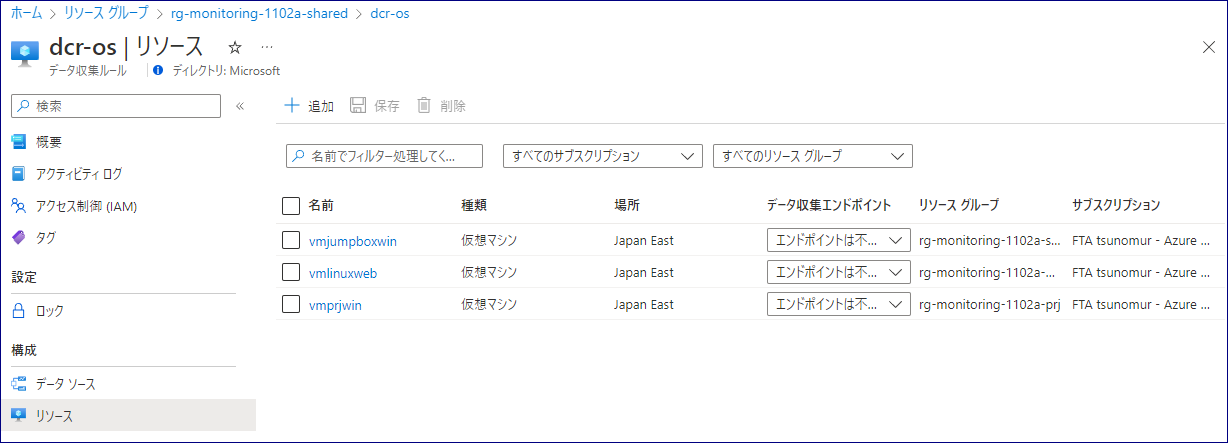 ホーム > リソース グループ > rg-monitoring-1102a-shared > dcr-os
dcr-os | リソース ☆ …
データ収集ルール ディレクトリ: Microsoft
検索 «
概要
アクティビティ ログ
アクセス制御 (IAM)
タグ
設定
ロック
構成
データ ソース
リソース
追加 保存 削除
名前でフィルター処理してく... すべてのサブスクリプション すべてのリソース グループ
名前 種類 場所 データ収集エンドポイント リソース グループ サブスクリプション
vmjumpboxwin 仮想マシン Japan East エンドポイントは不... rg-monitoring-1102a-s... FTA tsunomur - Azure ...
vmlinuxweb 仮想マシン Japan East エンドポイントは不... rg-monitoring-1102a-... FTA tsunomur - Azure ...
vmprjwin 仮想マシン Japan East エンドポイントは不... rg-monitoring-1102a-prj FTA tsunomur - Azure ...